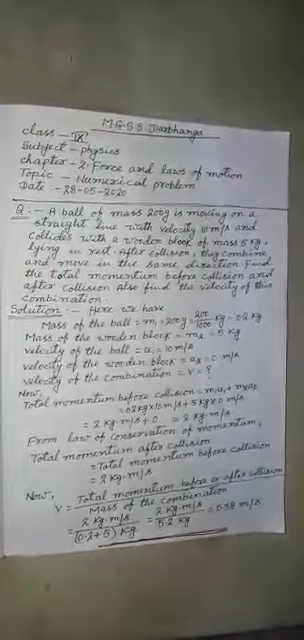 M.G.S.S Darbhanga
Class - IX
Subject - physics
chapter - 2. Force and laws of motion
Topic - Numerical problem
Date :- 28-05-2020
Q:- A ball of mass 200g is moving on a
straight line with velocity 10 m/s and
Collides with a wooden block of mass 5 kg,
lying in rest. After collision, they combine
and move in the same direction. Find
the total momentum before collision and
after collision. Also find the velocity of this
combination.
Solution:- Here we have
Mass of the ball = m₁ = 200g = 200/1000 kg = 0.2 kg
Mass of the wooden block = m₂ = 5 kg
velocity of the ball = u₁ = 10 m/s
velocity of the wooden block = u₂ = 0 m/s
velocity of the combination = v = ?
Now,
Total momentum before collision = m₁u₁ + m₂u₂
= 0.2 kg x 10 m/s + 5 kg x 0 m/s
= 2 kg.m/s + 0 = 2 kg.m/s
From law of conservation of momentum,
Total momentum after collision
= Total momentum before collision
= 2 kg.m/s
Now, v = Total momentum before or after collision
Mass of the combination
= 2 kg.m/s / (0.2+5) kg = 2 kg.m/s / 5.2 kg = 0.38 m/s